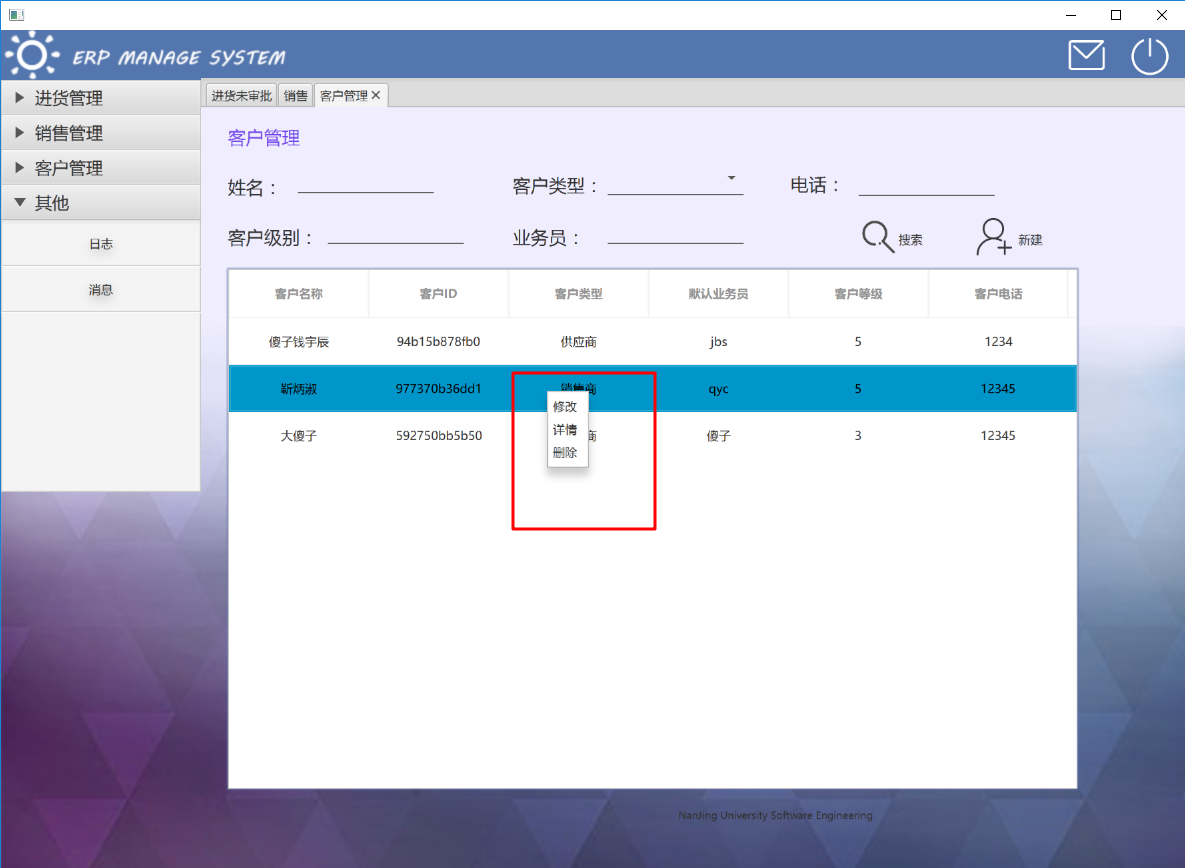 ERP MANAGE SYSTEM
进货管理
销售管理
客户管理
其他
日志
消息
进货未审批 销售 客户管理
客户管理
姓名： 客户类型： 电话：
客户级别： 业务员： 搜索 新建
客户名称 客户ID 客户类型 默认业务员 客户等级 客户电话
傻子钱宇辰 94b15b878fb0 供应商 jbs 5 1234
靳炳淑 977370b36dd1 销售商 qyc 5 12345
大傻子 592750bb5b50 商 傻子 3 12345
修改
详情
删除
NanJing University Software Engineering